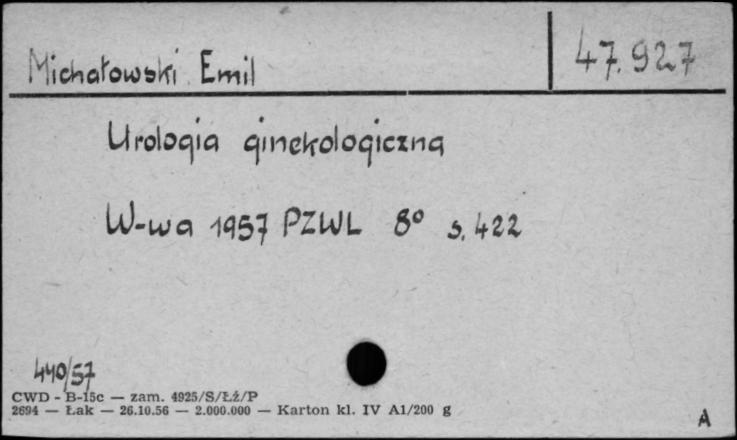 Michałowski Emil
47.927
Urologia ginekologiczna
W-wa 1957 PZWL 8° s. 422
440/57
CWD - B-15c — zam. 4925/S/ŁŻ/P
2694 — Łak — 26.10.56 — 2.000.000 — Karton kl. IV A1/200 g
A